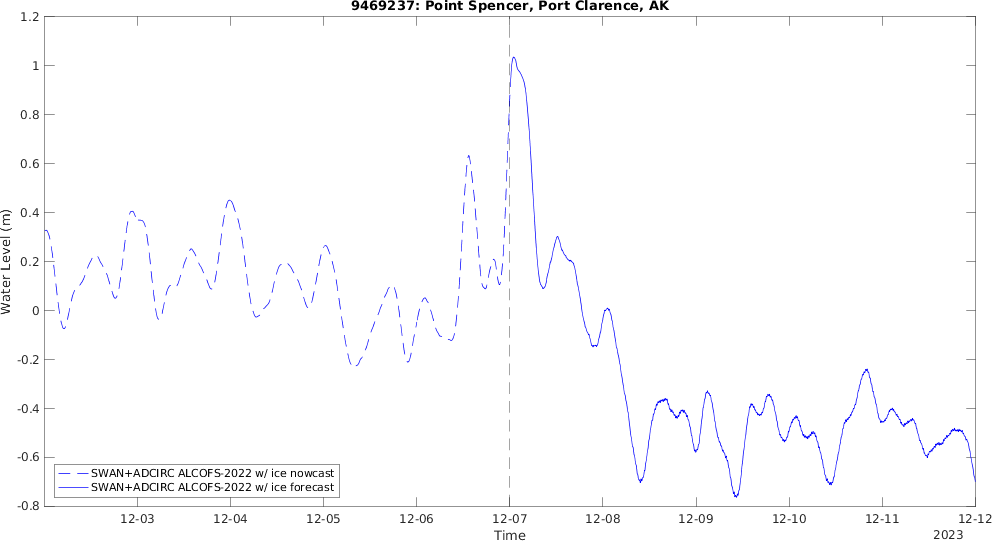 9469237: Point Spencer, Port Clarence, AK
1.2
1
0.8
0.6
0.4
0.2
0
-0.2
-0.4
-0.6
-0.8
Water Level (m)
SWAN+ADCIRC ALCOFS-2022 w/ ice nowcast
SWAN+ADCIRC ALCOFS-2022 w/ ice forecast
12-03 12-04 12-05 12-06 12-07 12-08 12-09 12-10 12-11 12-12
Time
2023